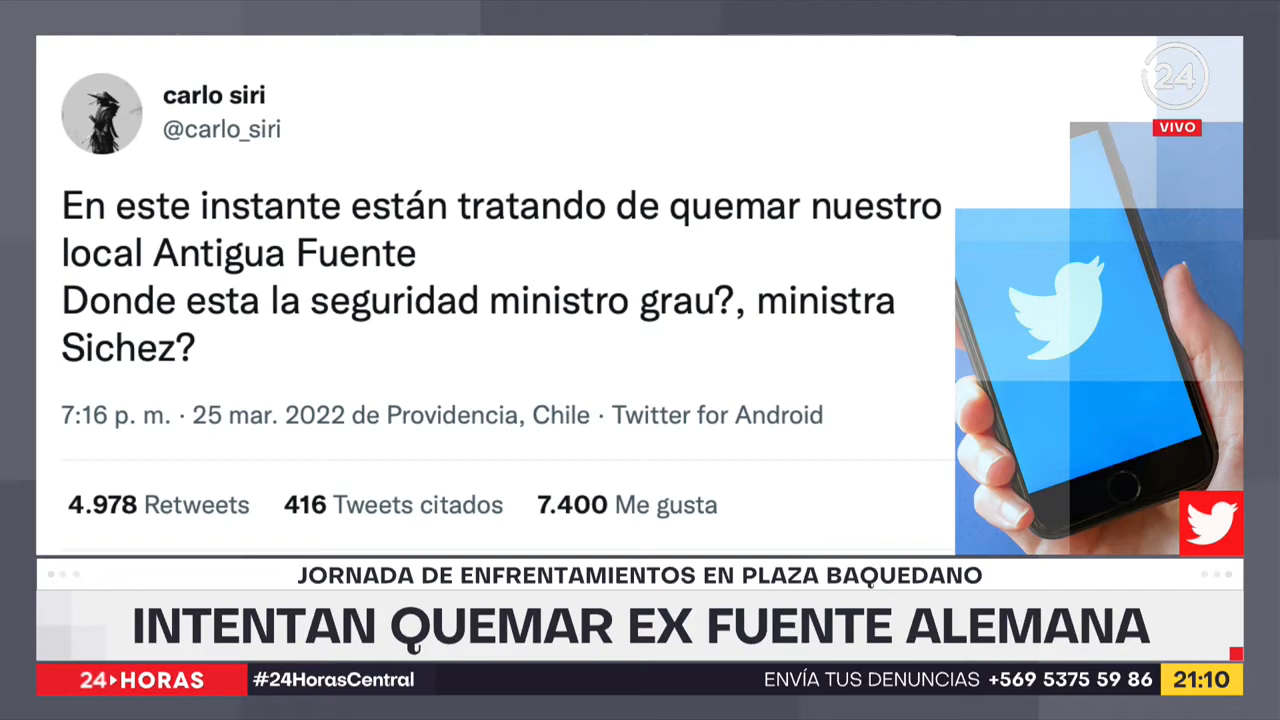 carlo siri
@carlo_siri
24
VIVO
En este instante están tratando de quemar nuestro
local Antigua Fuente
Donde esta la seguridad ministro grau?, ministra
Sichez?
7:16 p. m. · 25 mar. 2022 de Providencia, Chile · Twitter for Android
4.978 Retweets 416 Tweets citados 7.400 Me gusta
JORNADA DE ENFRENTAMIENTOS EN PLAZA BAQUEDANO
INTENTAN QUEMAR EX FUENTE ALEMANA
24 HORAS #24HorasCentral ENVÍA TUS DENUNCIAS +569 5375 59 86 21:10